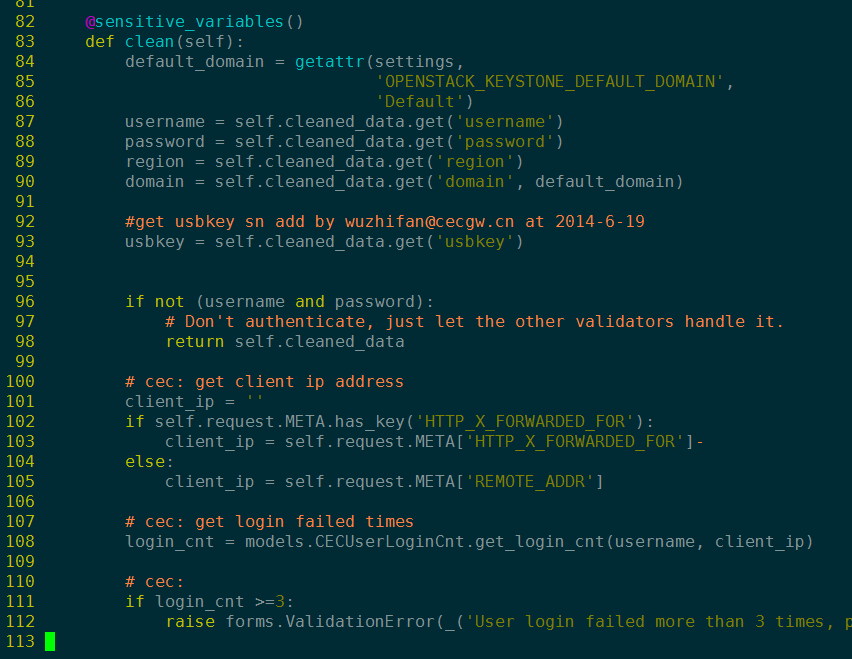 81
82     @sensitive_variables()
83     def clean(self):
84         default_domain = getattr(settings,
85                                  'OPENSTACK_KEYSTONE_DEFAULT_DOMAIN',
86                                  'Default')
87         username = self.cleaned_data.get('username')
88         password = self.cleaned_data.get('password')
89         region = self.cleaned_data.get('region')
90         domain = self.cleaned_data.get('domain', default_domain)
91
92         #get usbkey sn add by wuzhifan@cecgw.cn at 2014-6-19
93         usbkey = self.cleaned_data.get('usbkey')
94
95
96         if not (username and password):
97             # Don't authenticate, just let the other validators handle it.
98             return self.cleaned_data
99
100         # cec: get client ip address
101         client_ip = ''
102         if self.request.META.has_key('HTTP_X_FORWARDED_FOR'):
103             client_ip = self.request.META['HTTP_X_FORWARDED_FOR']-
104         else:
105             client_ip = self.request.META['REMOTE_ADDR']
106
107         # cec: get login failed times
108         login_cnt = models.CECUserLoginCnt.get_login_cnt(username, client_ip)
109
110         # cec:
111         if login_cnt >=3:
112             raise forms.ValidationError(_('User login failed more than 3 times, p
113